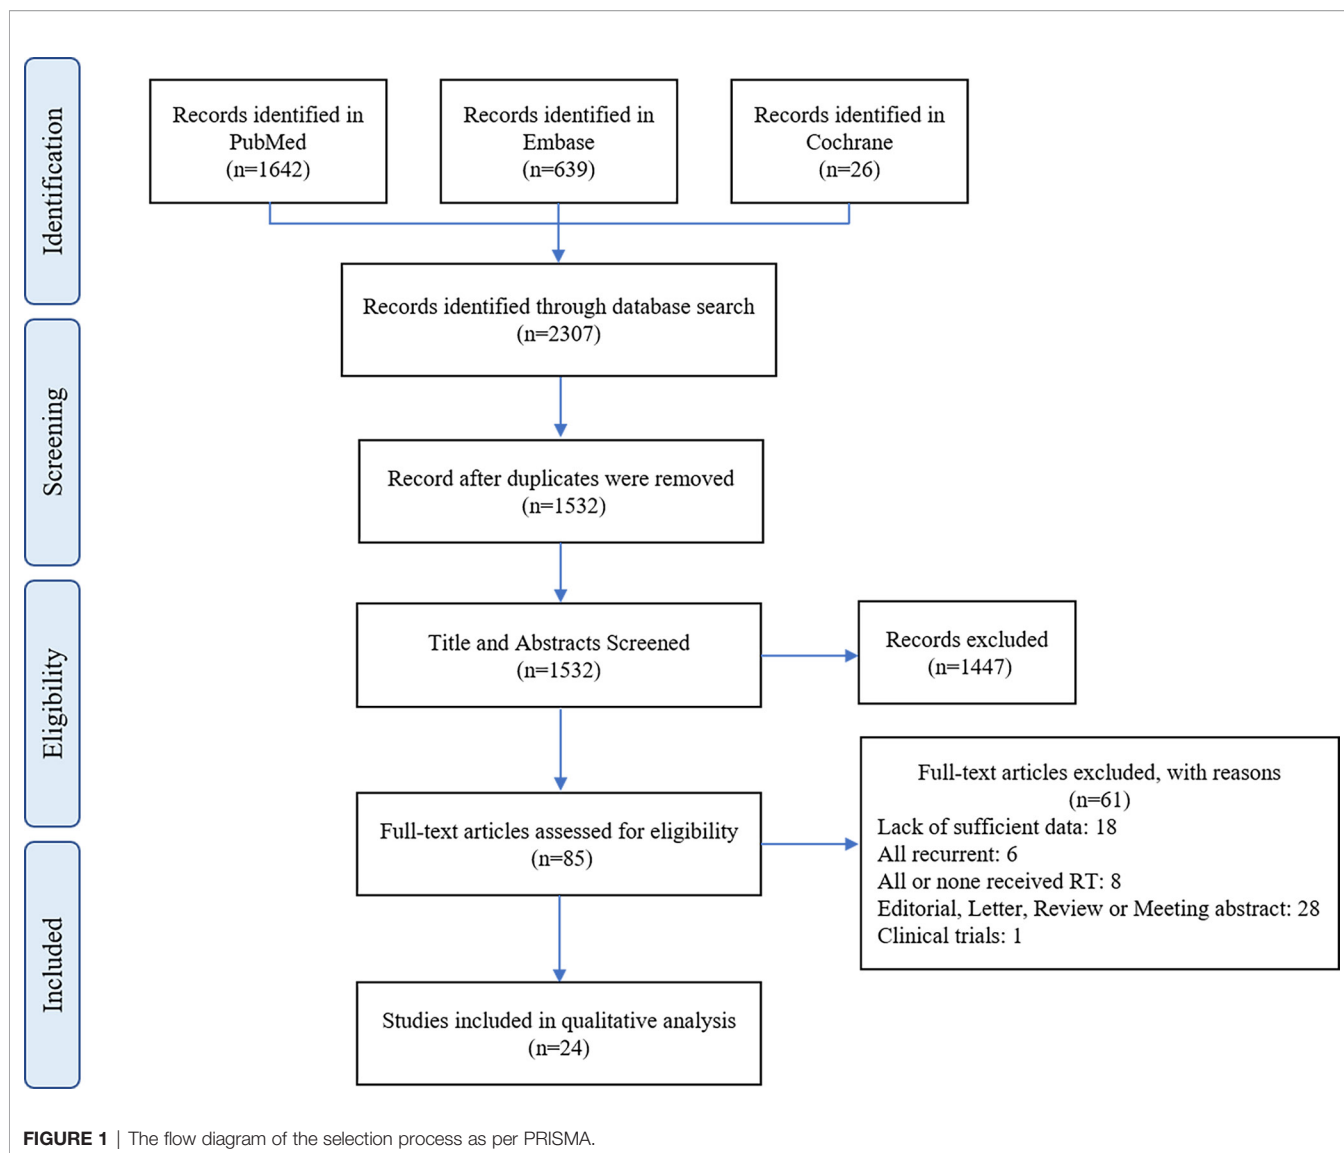 Identification
Records identified in
PubMed
(n=1642)
Records identified in
Embase
(n=639)
Records identified in
Cochrane
(n=26)
Records identified through database search
(n=2307)
Screening
Record after duplicates were removed
(n=1532)
Eligibility
Title and Abstracts Screened
(n=1532)
Records excluded
(n=1447)
Full-text articles assessed for eligibility
(n=85)
Full-text articles excluded, with reasons
(n=61)
Lack of sufficient data: 18
All recurrent: 6
All or none received RT: 8
Editorial, Letter, Review or Meeting abstract: 28
Clinical trials: 1
Included
Studies included in qualitative analysis
(n=24)
FIGURE 1 | The flow diagram of the selection process as per PRISMA.